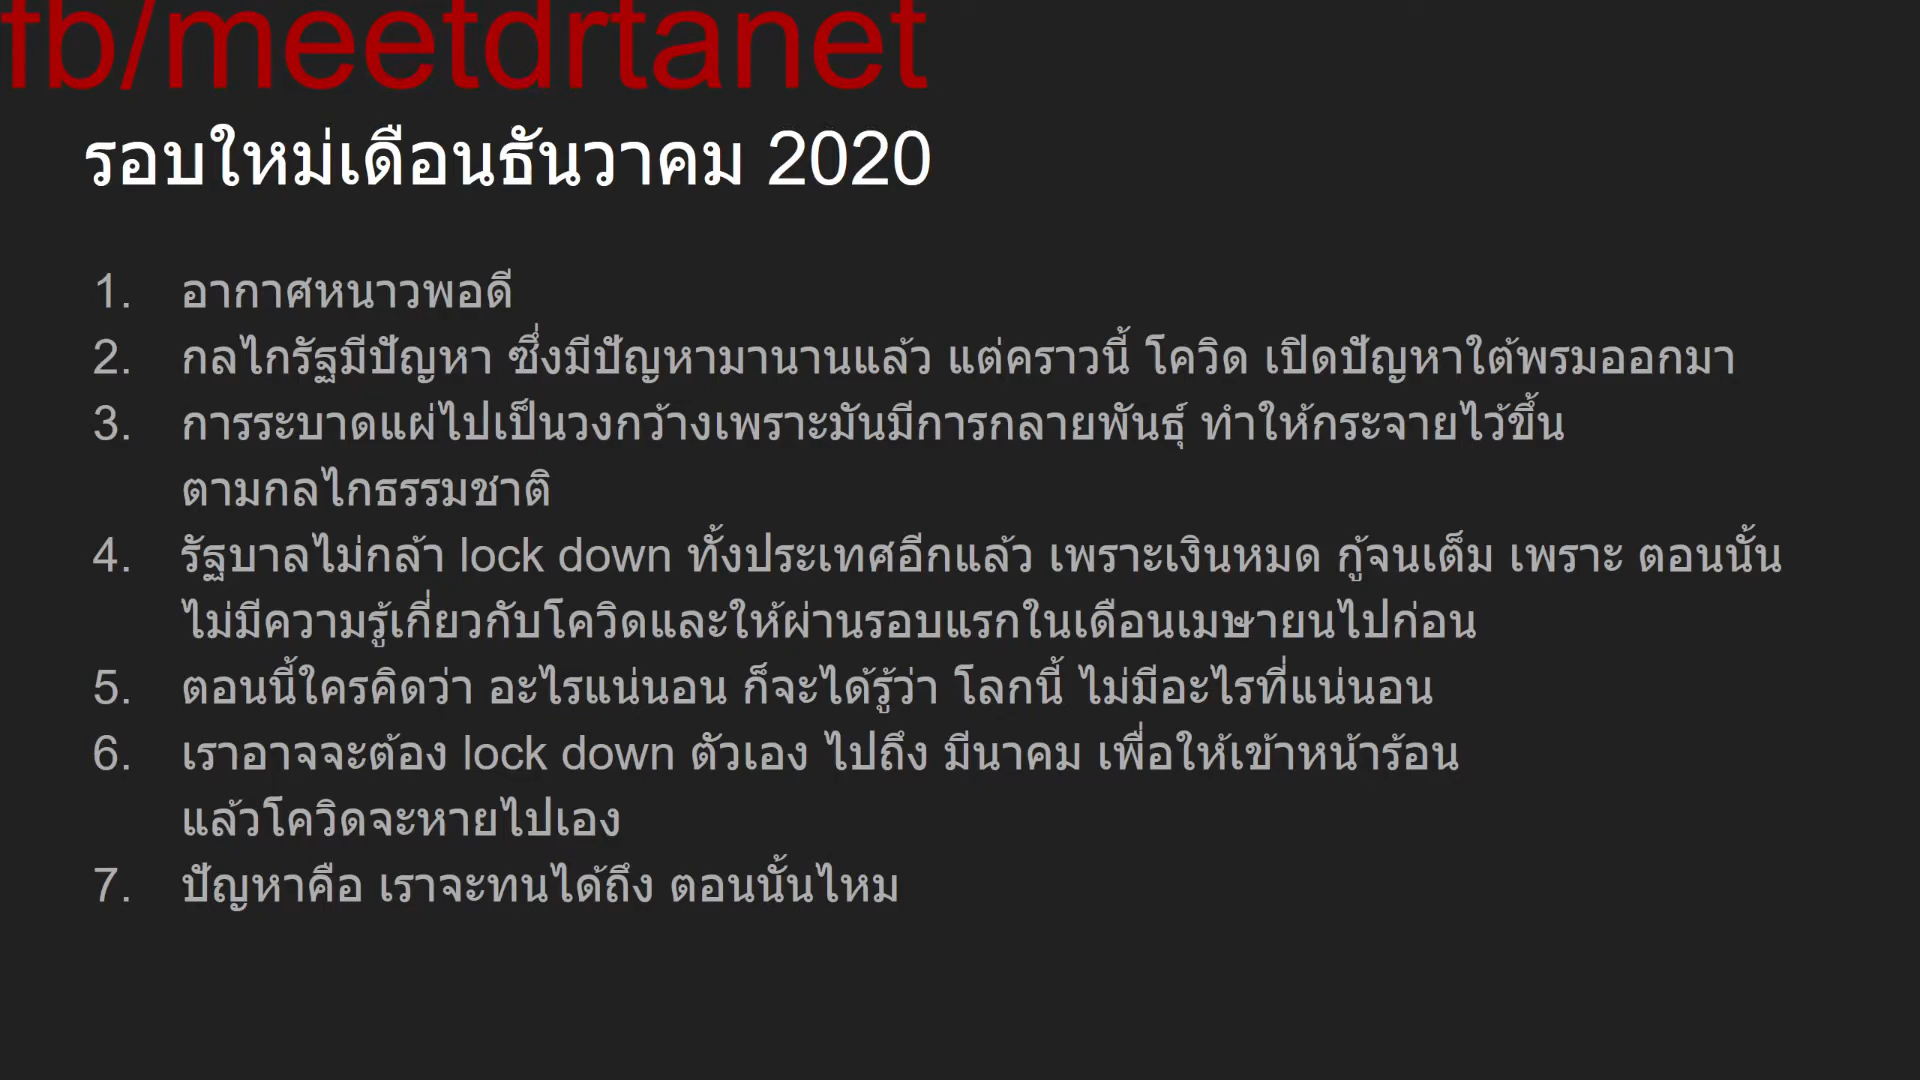 fb/meetdrtanet
รอบใหม่เดือนธันวาคม 2020
1. อากาศหนาวพอดี
2. กลไกรัฐมีปัญหา ซึ่งมีปัญหามานานแล้ว แต่คราวนี้ โควิด เปิดปัญหาใต้พรมออกมา
3. การระบาดแผ่ไปเป็นวงกว้างเพราะมันมีการกลายพันธุ์ ทำให้กระจายไว้ขึ้น
ตามกลไกธรรมชาติ
4. รัฐบาลไม่กล้า lock down ทั้งประเทศอีกแล้ว เพราะเงินหมด กู้จนเต็ม เพราะ ตอนนั้น
ไม่มีความรู้เกี่ยวกับโควิดและให้ผ่านรอบแรกในเดือนเมษายนไปก่อน
5. ตอนนี้ใครคิดว่า อะไรแน่นอน ก็จะได้รู้ว่า โลกนี้ ไม่มีอะไรที่แน่นอน
6. เราอาจจะต้อง lock down ตัวเอง ไปถึง มีนาคม เพื่อให้เข้าหน้าร้อน
แล้วโควิดจะหายไปเอง
7. ปัญหาคือ เราจะทนได้ถึง ตอนนั้นไหม